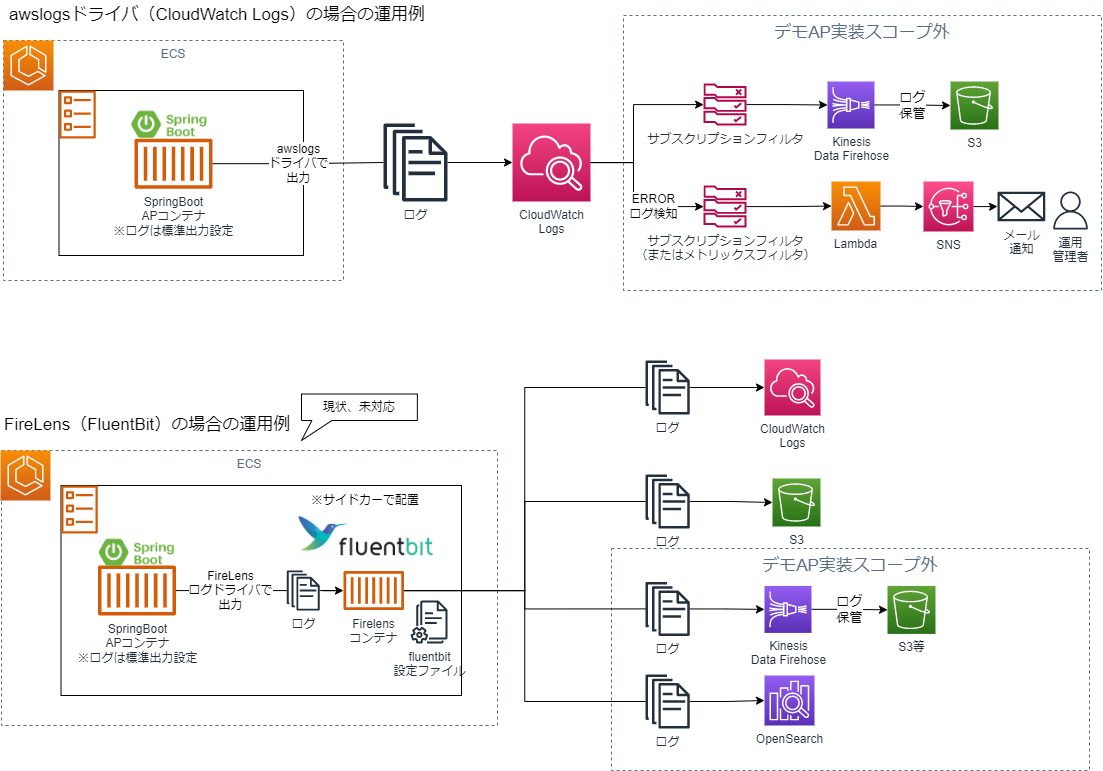 awslogsドライバ（CloudWatch Logs）の場合の運用例
ECS
Spring
Boot
SpringBoot
APコンテナ
※ログは標準出力設定
awslogs
ドライバで
出力
ログ
CloudWatch
Logs
デモAP実装スコープ外
サブスクリプションフィルタ
Kinesis
Data Firehose
ログ
保管
S3
ERROR
ログ検知
サブスクリプションフィルタ
（またはメトリックスフィルタ）
Lambda
SNS
メール
通知
運用
管理者
FireLens（FluentBit）の場合の運用例
現状、未対応
ECS
Spring
Boot
SpringBoot
APコンテナ
※ログは標準出力設定
FireLens
ログドライバで
出力
ログ
※サイドカーで配置
fluentbit
Firelens
コンテナ
fluentbit
設定ファイル
ログ
CloudWatch
Logs
ログ
S3
デモAP実装スコープ外
ログ
Kinesis
Data Firehose
ログ
保管
S3等
ログ
OpenSearch